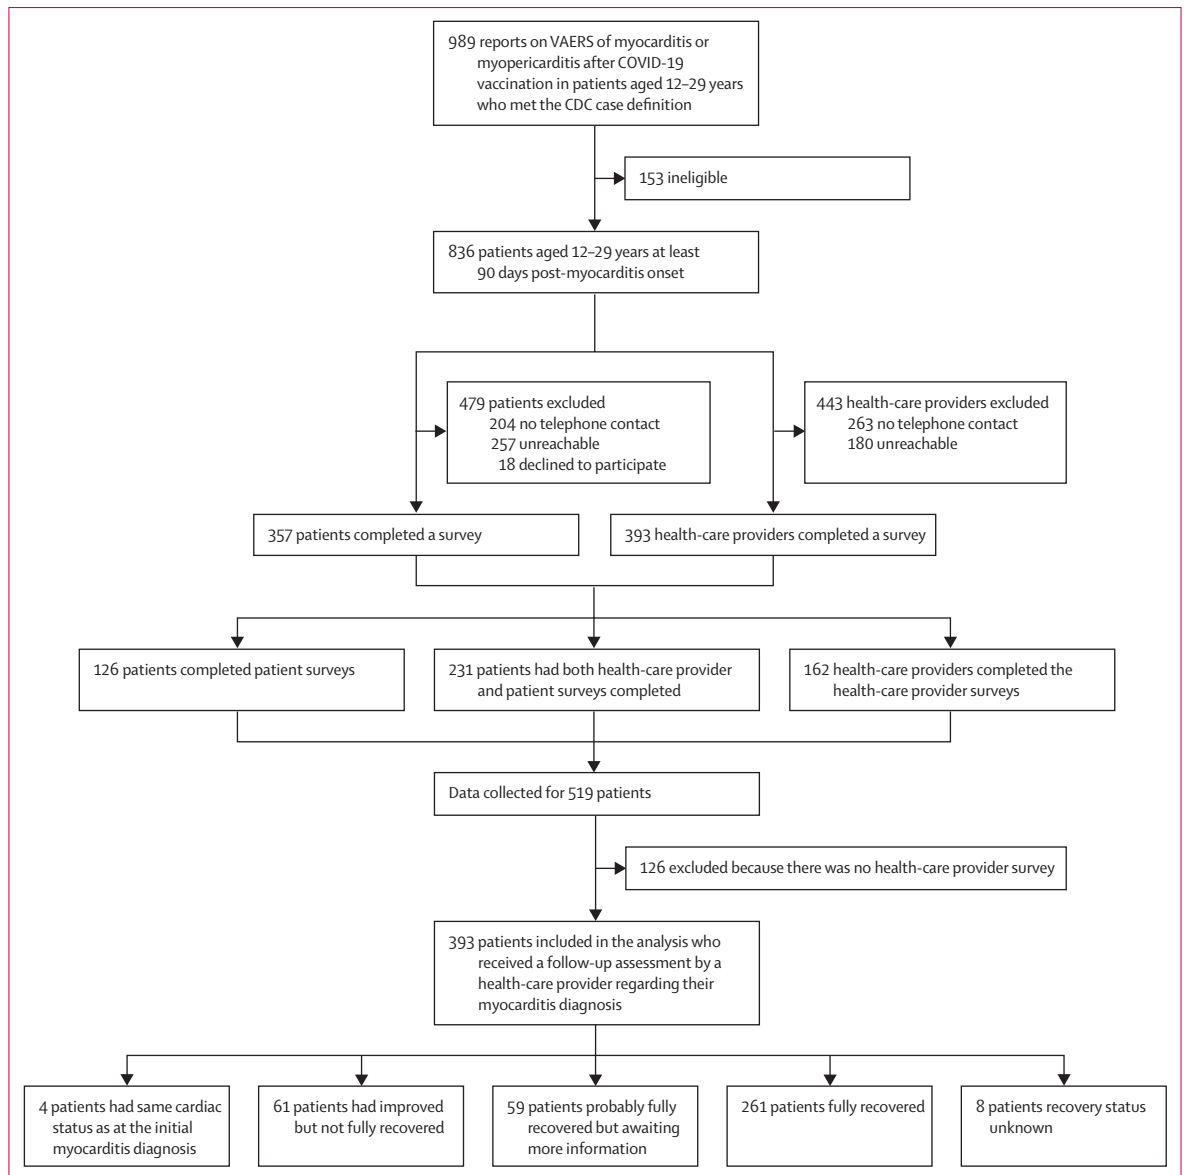 989 reports on VAERS of myocarditis or
myopericarditis after COVID-19
vaccination in patients aged 12–29 years
who met the CDC case definition
153 ineligible
836 patients aged 12–29 years at least
90 days post-myocarditis onset
479 patients excluded
204 no telephone contact
257 unreachable
18 declined to participate
443 health-care providers excluded
263 no telephone contact
180 unreachable
357 patients completed a survey
393 health-care providers completed a survey
126 patients completed patient surveys
231 patients had both health-care provider
and patient surveys completed
162 health-care providers completed the
health-care provider surveys
Data collected for 519 patients
126 excluded because there was no health-care provider survey
393 patients included in the analysis who
received a follow-up assessment by a
health-care provider regarding their
myocarditis diagnosis
4 patients had same cardiac
status as at the initial
myocarditis diagnosis
61 patients had improved
but not fully recovered
59 patients probably fully
recovered but awaiting
more information
261 patients fully recovered
8 patients recovery status
unknown